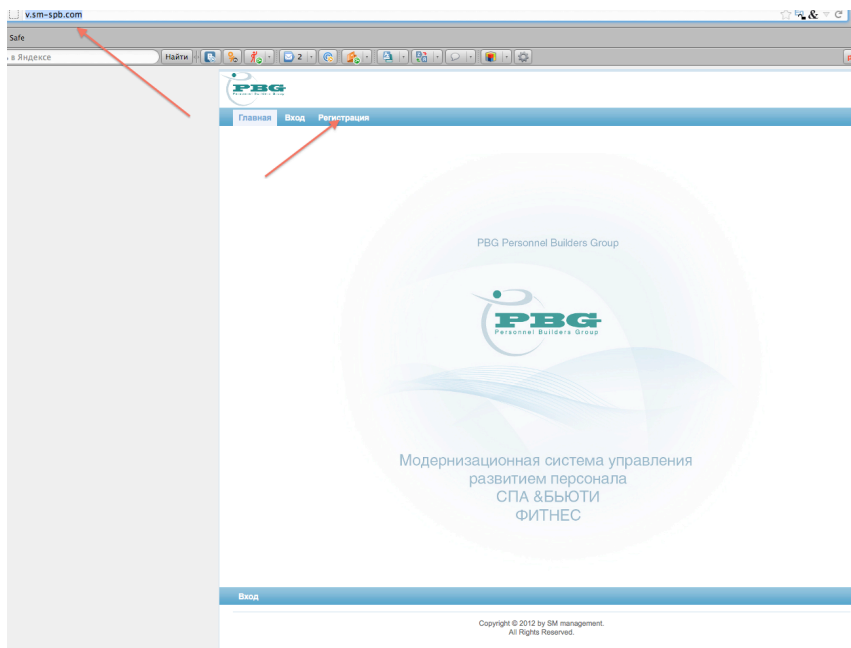 v.sm-spb.com
Safe
в Яндексе
Найти
2
PBG
Главная Вход Регистрация
PBG Personnel Builders Group
PBG
Personnel Builders Group
Модернизационная система управления
развитием персонала
СПА &БЬЮТИ
ФИТНЕС
Вход
Copyright © 2012 by SM management.
All Rights Reserved.